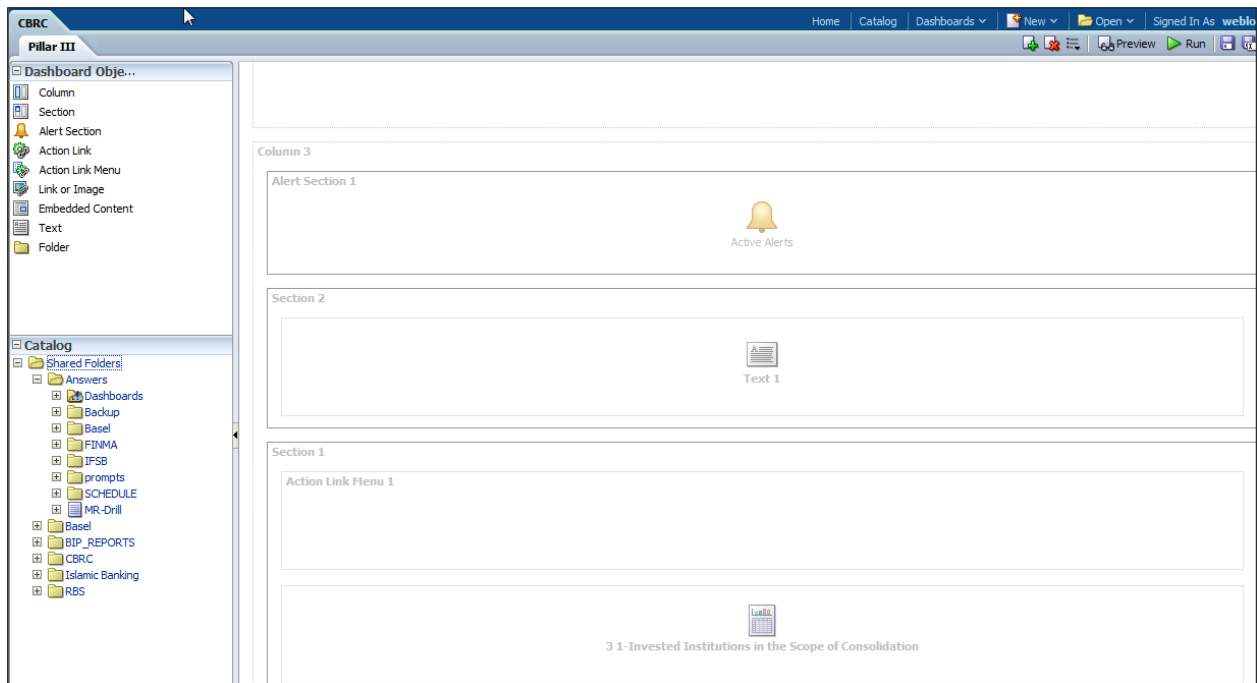 CBRC
Home Catalog Dashboards New Open Signed In As weblo
Pillar III
Preview Run
Dashboard Obje...
Column
Section
Alert Section
Action Link
Action Link Menu
Link or Image
Embedded Content
Text
Folder
Catalog
Shared Folders
Answers
Dashboards
Backup
Basel
FINMA
IFSB
prompts
SCHEDULE
MR-Drill
Basel
BIP_REPORTS
CBRC
Islamic Banking
RBS
Column 3
Alert Section 1
Active Alerts
Section 2
Text 1
Section 1
Action Link Menu 1
3 1-Invested Institutions in the Scope of Consolidation